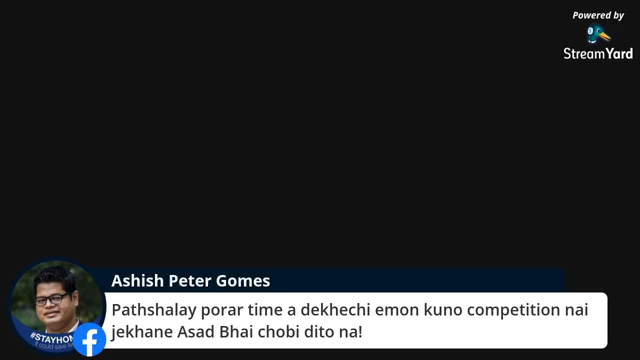 Powered by
StreamYard
Ashish Peter Gomes
Pathshalay porar time a dekhechi emon kuno competition nai
jekhane Asad Bhai chobi dito na!
#STAYHOM